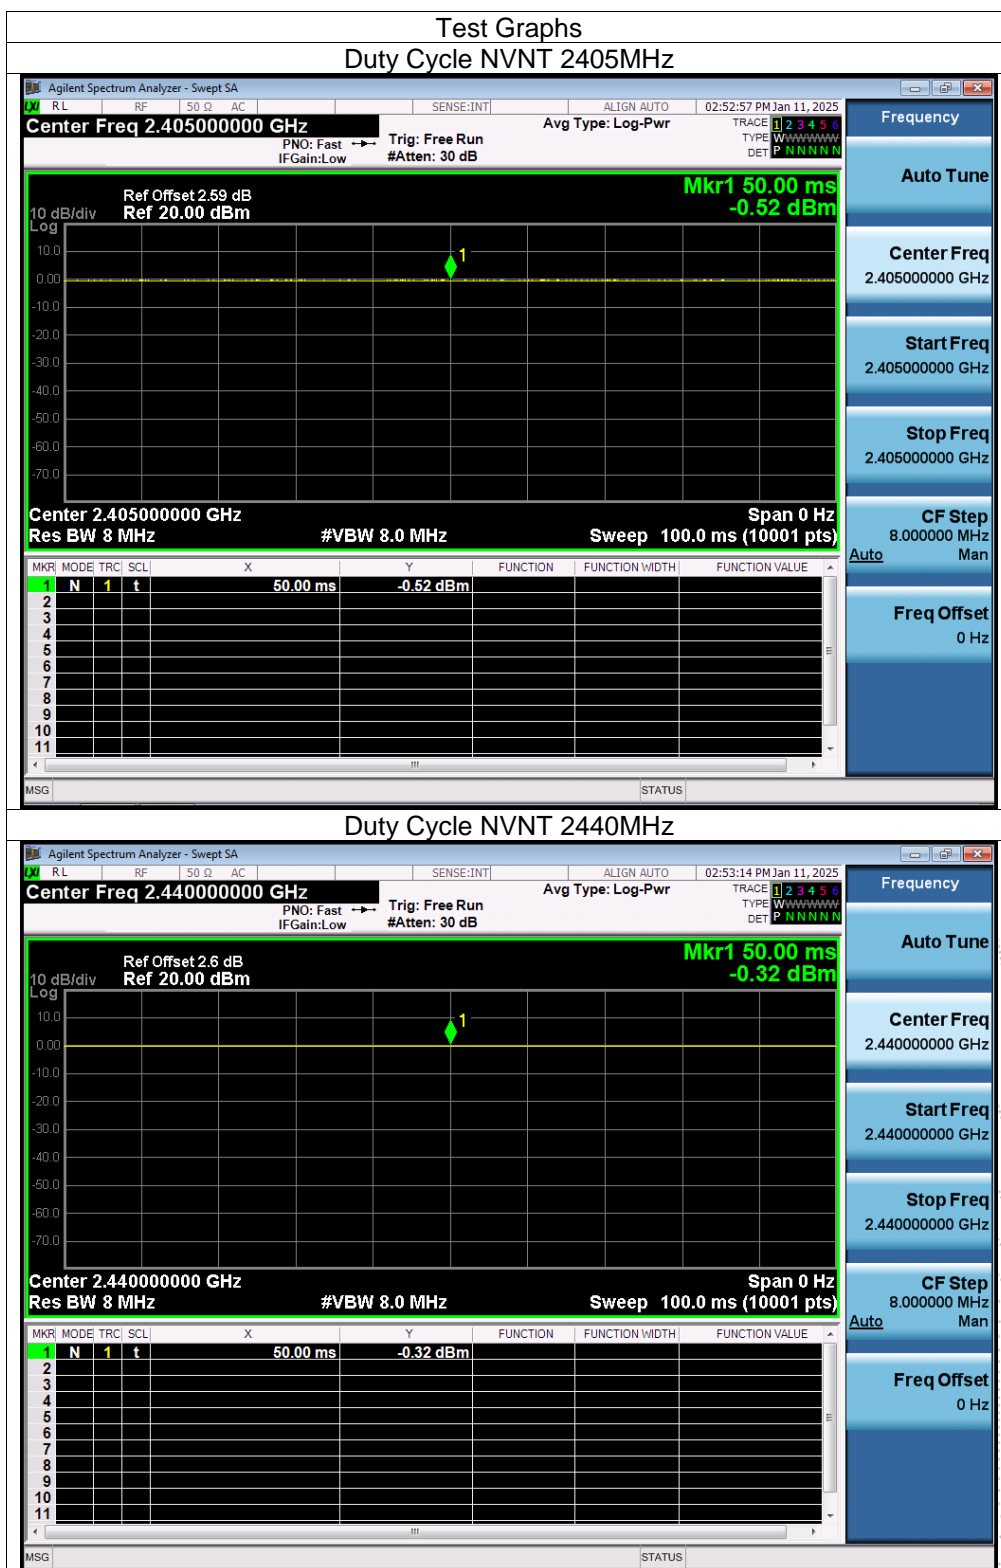 Test Graphs
Duty Cycle NVNT 2405MHz
Agilent Spectrum Analyzer - Swept SA
LXI RL RF 50 Ω AC SENSE:INT ALIGN AUTO 02:52:57 PM Jan 11, 2025
Center Freq 2.405000000 GHz Avg Type: Log-Pwr TRACE 1 2 3 4 5 6
PNO: Fast Trig: Free Run TYPE WWWWWW
IFGain:Low #Atten: 30 dB DET P N N N N N
Frequency
Mkr1 50.00 ms
-0.52 dBm
Ref Offset 2.59 dB
10 dB/div Ref 20.00 dBm
Log
10.0
0.00
-10.0
-20.0
-30.0
-40.0
-50.0
-60.0
-70.0
1
Center 2.405000000 GHz Span 0 Hz
Res BW 8 MHz #VBW 8.0 MHz Sweep 100.0 ms (10001 pts)
MKR MODE TRC SCL X Y FUNCTION FUNCTION WIDTH FUNCTION VALUE
1 N 1 t 50.00 ms -0.52 dBm
2
3
4
5
6
7
8
9
10
11
MSG STATUS
Auto Tune
Center Freq
2.405000000 GHz
Start Freq
2.405000000 GHz
Stop Freq
2.405000000 GHz
CF Step
8.000000 MHz
Auto Man
Freq Offset
0 Hz
Duty Cycle NVNT 2440MHz
Agilent Spectrum Analyzer - Swept SA
LXI RL RF 50 Ω AC SENSE:INT ALIGN AUTO 02:53:14 PM Jan 11, 2025
Center Freq 2.440000000 GHz Avg Type: Log-Pwr TRACE 1 2 3 4 5 6
PNO: Fast Trig: Free Run TYPE WWWWWW
IFGain:Low #Atten: 30 dB DET P N N N N N
Frequency
Mkr1 50.00 ms
-0.32 dBm
Ref Offset 2.6 dB
10 dB/div Ref 20.00 dBm
Log
10.0
0.00
-10.0
-20.0
-30.0
-40.0
-50.0
-60.0
-70.0
1
Center 2.440000000 GHz Span 0 Hz
Res BW 8 MHz #VBW 8.0 MHz Sweep 100.0 ms (10001 pts)
MKR MODE TRC SCL X Y FUNCTION FUNCTION WIDTH FUNCTION VALUE
1 N 1 t 50.00 ms -0.32 dBm
2
3
4
5
6
7
8
9
10
11
MSG STATUS
Auto Tune
Center Freq
2.440000000 GHz
Start Freq
2.440000000 GHz
Stop Freq
2.440000000 GHz
CF Step
8.000000 MHz
Auto Man
Freq Offset
0 Hz